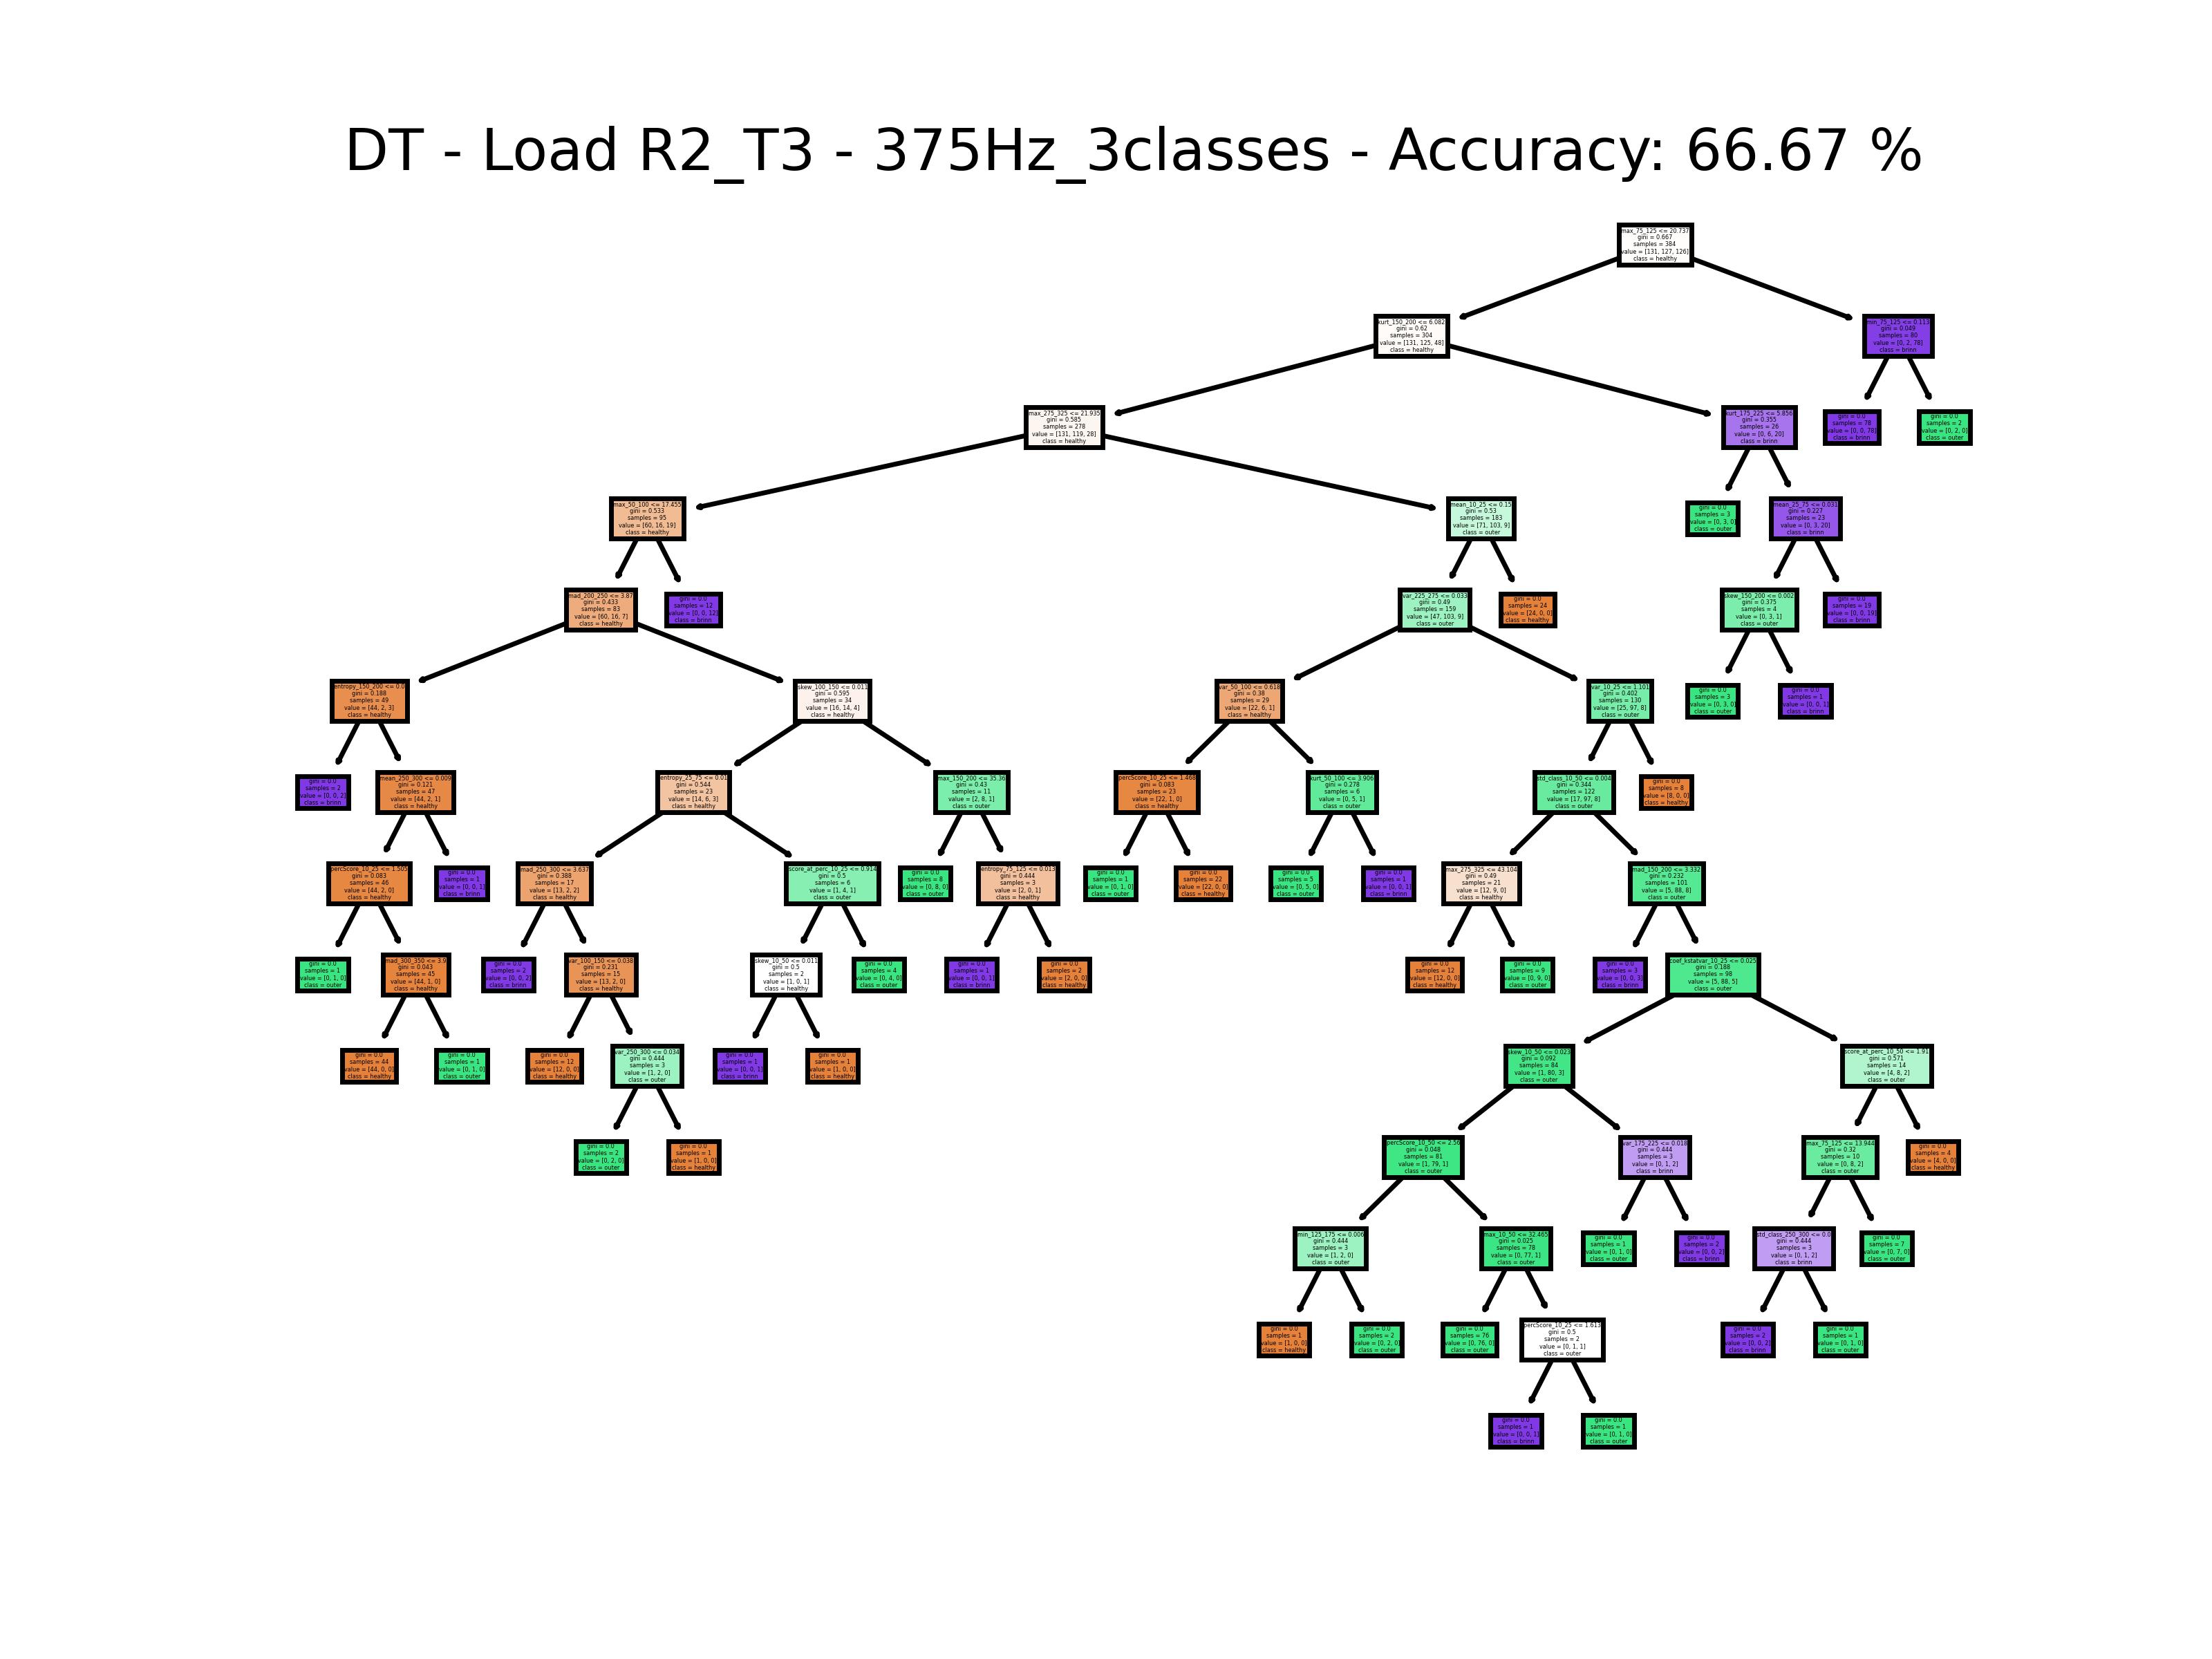 DT - Load R2_T3 - 375Hz_3classes - Accuracy: 66.67 %
max_75_125 <= 20.737
gini = 0.667
samples = 384
value = [131, 127, 126]
class = healthy
kurt_150_200 <= 6.082
gini = 0.62
samples = 304
value = [131, 125, 48]
class = healthy
min_75_125 <= 0.113
gini = 0.049
samples = 80
value = [0, 2, 78]
class = brinn
max_275_325 <= 21.935
gini = 0.585
samples = 278
value = [131, 119, 28]
class = healthy
kurt_175_225 <= 5.856
gini = 0.355
samples = 26
value = [0, 6, 20]
class = brinn
gini = 0.0
samples = 78
value = [0, 0, 78]
class = brinn
gini = 0.0
samples = 2
value = [0, 2, 0]
class = outer
max_50_100 <= 17.455
gini = 0.533
samples = 95
value = [60, 16, 19]
class = healthy
mean_10_25 <= 0.15
gini = 0.53
samples = 183
value = [71, 103, 9]
class = outer
gini = 0.0
samples = 3
value = [0, 3, 0]
class = outer
mean_25_75 <= 0.031
gini = 0.227
samples = 23
value = [0, 3, 20]
class = brinn
mad_200_250 <= 3.87
gini = 0.433
samples = 83
value = [60, 16, 7]
class = healthy
gini = 0.0
samples = 12
value = [0, 0, 12]
class = brinn
var_225_275 <= 0.033
gini = 0.49
samples = 159
value = [47, 103, 9]
class = outer
gini = 0.0
samples = 24
value = [24, 0, 0]
class = healthy
skew_150_200 <= 0.002
gini = 0.375
samples = 4
value = [0, 3, 1]
class = outer
gini = 0.0
samples = 19
value = [0, 0, 19]
class = brinn
entropy_150_200 <= 0.0
gini = 0.188
samples = 49
value = [44, 2, 3]
class = healthy
skew_100_150 <= 0.011
gini = 0.595
samples = 34
value = [16, 14, 4]
class = healthy
var_50_100 <= 0.618
gini = 0.38
samples = 29
value = [22, 6, 1]
class = healthy
var_10_25 <= 1.101
gini = 0.402
samples = 130
value = [25, 97, 8]
class = outer
gini = 0.0
samples = 3
value = [0, 3, 0]
class = outer
gini = 0.0
samples = 1
value = [0, 0, 1]
class = brinn
gini = 0.0
samples = 2
value = [0, 0, 2]
class = brinn
mean_250_300 <= 0.009
gini = 0.121
samples = 47
value = [44, 2, 1]
class = healthy
entropy_25_75 <= 0.01
gini = 0.544
samples = 23
value = [14, 6, 3]
class = healthy
max_150_200 <= 35.36
gini = 0.43
samples = 11
value = [2, 8, 1]
class = outer
percScore_10_25 <= 1.468
gini = 0.083
samples = 23
value = [22, 1, 0]
class = healthy
kurt_50_100 <= 3.906
gini = 0.278
samples = 6
value = [0, 5, 1]
class = outer
std_class_10_50 <= 0.004
gini = 0.344
samples = 122
value = [17, 97, 8]
class = outer
gini = 0.0
samples = 8
value = [8, 0, 0]
class = healthy
percScore_10_25 <= 1.505
gini = 0.083
samples = 46
value = [44, 2, 0]
class = healthy
gini = 0.0
samples = 1
value = [0, 0, 1]
class = brinn
mad_250_300 <= 3.637
gini = 0.388
samples = 17
value = [13, 2, 2]
class = healthy
score_at_perc_10_25 <= 0.914
gini = 0.5
samples = 6
value = [1, 4, 1]
class = outer
gini = 0.0
samples = 8
value = [0, 8, 0]
class = outer
entropy_75_125 <= 0.013
gini = 0.444
samples = 3
value = [2, 0, 1]
class = healthy
gini = 0.0
samples = 1
value = [0, 1, 0]
class = outer
gini = 0.0
samples = 22
value = [22, 0, 0]
class = healthy
gini = 0.0
samples = 5
value = [0, 5, 0]
class = outer
gini = 0.0
samples = 1
value = [0, 0, 1]
class = brinn
max_275_325 <= 43.104
gini = 0.49
samples = 21
value = [12, 9, 0]
class = healthy
mad_150_200 <= 3.332
gini = 0.232
samples = 101
value = [5, 88, 8]
class = outer
gini = 0.0
samples = 1
value = [0, 1, 0]
class = outer
mad_300_350 <= 3.9
gini = 0.043
samples = 45
value = [44, 1, 0]
class = healthy
gini = 0.0
samples = 2
value = [0, 0, 2]
class = brinn
var_100_150 <= 0.038
gini = 0.231
samples = 15
value = [13, 2, 0]
class = healthy
skew_10_50 <= 0.011
gini = 0.5
samples = 2
value = [1, 0, 1]
class = healthy
gini = 0.0
samples = 4
value = [0, 4, 0]
class = outer
gini = 0.0
samples = 1
value = [0, 0, 1]
class = brinn
gini = 0.0
samples = 2
value = [2, 0, 0]
class = healthy
gini = 0.0
samples = 12
value = [12, 0, 0]
class = healthy
gini = 0.0
samples = 9
value = [0, 9, 0]
class = outer
gini = 0.0
samples = 3
value = [0, 0, 3]
class = brinn
coef_kstatvar_10_25 <= 0.025
gini = 0.188
samples = 98
value = [5, 88, 5]
class = outer
gini = 0.0
samples = 44
value = [44, 0, 0]
class = healthy
gini = 0.0
samples = 1
value = [0, 1, 0]
class = outer
gini = 0.0
samples = 12
value = [12, 0, 0]
class = healthy
var_250_300 <= 0.034
gini = 0.444
samples = 3
value = [1, 2, 0]
class = outer
gini = 0.0
samples = 1
value = [0, 0, 1]
class = brinn
gini = 0.0
samples = 1
value = [1, 0, 0]
class = healthy
skew_10_50 <= 0.023
gini = 0.092
samples = 84
value = [1, 80, 3]
class = outer
score_at_perc_10_50 <= 1.91
gini = 0.571
samples = 14
value = [4, 8, 2]
class = outer
gini = 0.0
samples = 2
value = [0, 2, 0]
class = outer
gini = 0.0
samples = 1
value = [1, 0, 0]
class = healthy
percScore_10_50 <= 2.56
gini = 0.048
samples = 81
value = [1, 79, 1]
class = outer
var_175_225 <= 0.018
gini = 0.444
samples = 3
value = [0, 1, 2]
class = brinn
max_75_125 <= 13.944
gini = 0.32
samples = 10
value = [0, 8, 2]
class = outer
gini = 0.0
samples = 4
value = [4, 0, 0]
class = healthy
min_125_175 <= 0.006
gini = 0.444
samples = 3
value = [1, 2, 0]
class = outer
max_10_50 <= 32.465
gini = 0.025
samples = 78
value = [0, 77, 1]
class = outer
gini = 0.0
samples = 1
value = [0, 1, 0]
class = outer
gini = 0.0
samples = 2
value = [0, 0, 2]
class = brinn
std_class_250_300 <= 0.0
gini = 0.444
samples = 3
value = [0, 1, 2]
class = brinn
gini = 0.0
samples = 7
value = [0, 7, 0]
class = outer
gini = 0.0
samples = 1
value = [1, 0, 0]
class = healthy
gini = 0.0
samples = 2
value = [0, 2, 0]
class = outer
gini = 0.0
samples = 76
value = [0, 76, 0]
class = outer
percScore_10_25 <= 1.613
gini = 0.5
samples = 2
value = [0, 1, 1]
class = outer
gini = 0.0
samples = 2
value = [0, 0, 2]
class = brinn
gini = 0.0
samples = 1
value = [0, 1, 0]
class = outer
gini = 0.0
samples = 1
value = [0, 0, 1]
class = brinn
gini = 0.0
samples = 1
value = [0, 1, 0]
class = outer